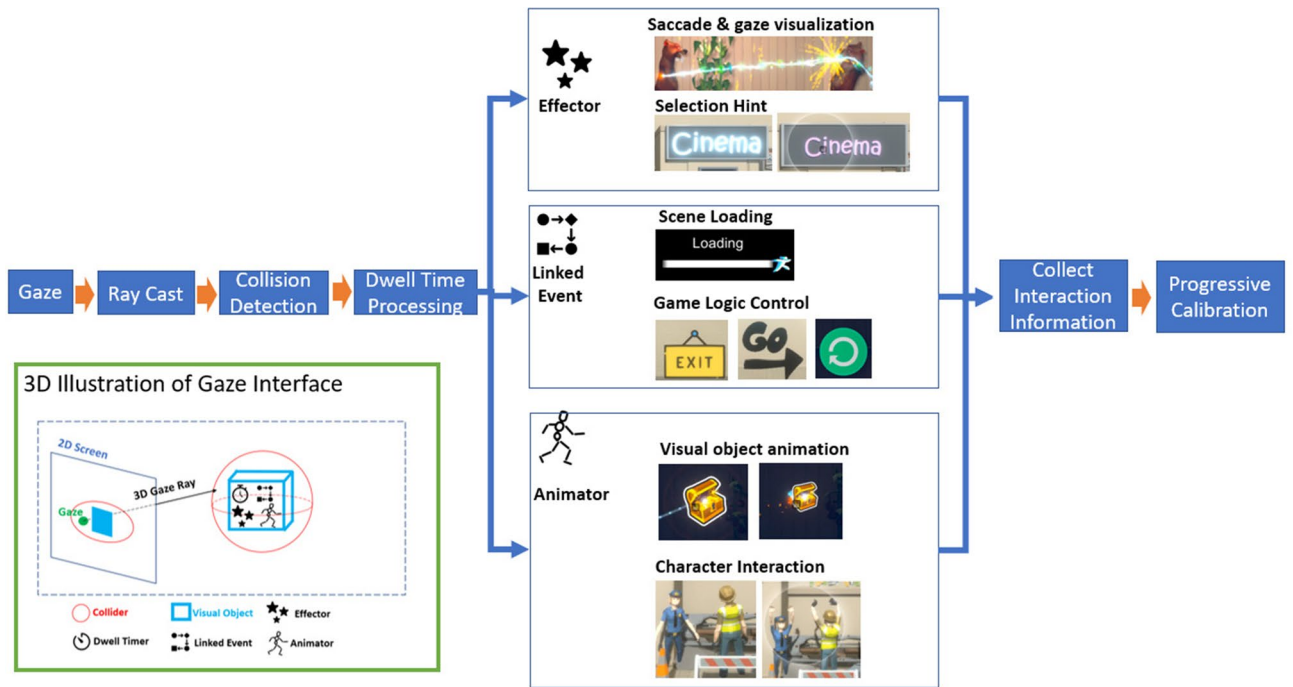 Gaze
Ray Cast
Collision
Detection
Dwell Time
Processing
Effector
Saccade & gaze visualization
Selection Hint
Cinema
Cinema
Linked
Event
Scene Loading
Loading
Game Logic Control
EXIT
GO
Animator
Visual object animation
Character Interaction
Collect
Interaction
Information
Progressive
Calibration
3D Illustration of Gaze Interface
2D Screen
3D Gaze Ray
Gaze
Collider
Visual Object
Effector
Dwell Timer
Linked Event
Animator